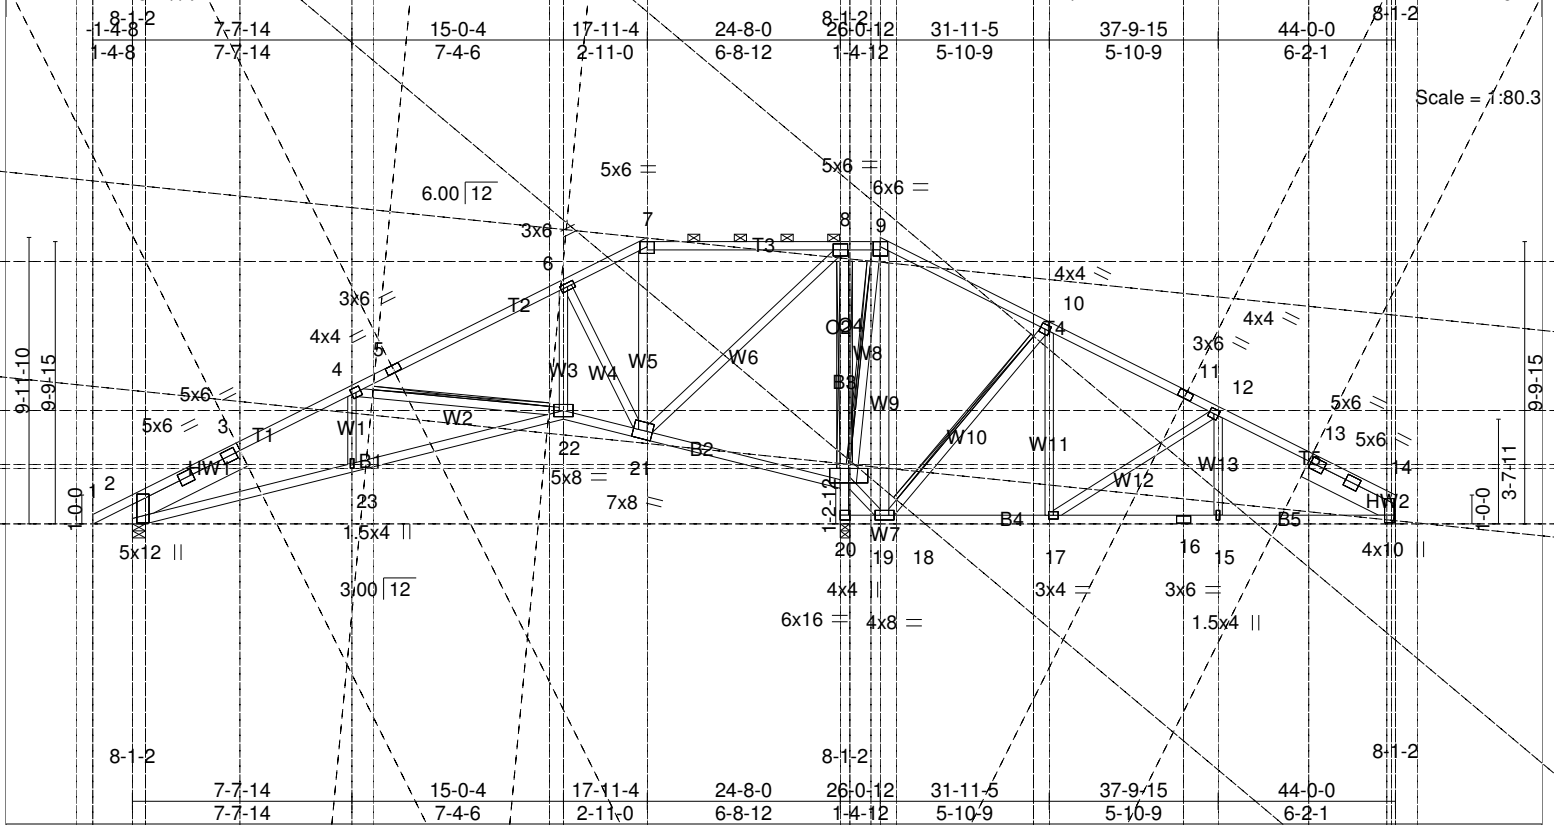 8-1-2 8-1-2 8-1-2
-1-4-8 7-7-14 15-0-4 17-11-4 24-8-0 26-0-12 31-11-5 37-9-15 44-0-0
1-4-8 7-7-14 7-4-6 2-11-0 6-8-12 1-4-12 5-10-9 5-10-9 6-2-1
Scale = 1:80.3
5x6 = 5x6 =
6x6 =
6.00 12
3x6
7 8 9
T3
6
4x4
10
3x6
T2
4x4
T4
4x4
C24
3x6
5
W8
4 W3 W4 W5 W6
11
12
B3
5x6
W2
W9
5x6
5x6
3
T1
W1
W10
W11
13
5x6
HW1
B1
22
B2
W13
T5
14
5x8 =
21
W12
1 2
23
7x8
HW2
1.5x4 ||
W7
B4
B5
5x12 ||
20 19 18 17 16 15
4x10 ||
3.00 12
4x4 ||
3x4 =
3x6 =
6x16 = 4x8 =
1.5x4 ||
9-11-10
9-9-15
1-0-0
1-2-12
1-0-0
3-7-11
9-9-15
8-1-2 8-1-2 8-1-2
7-7-14 15-0-4 17-11-4 24-8-0 26-0-12 31-11-5 37-9-15 44-0-0
7-7-14 7-4-6 2-11-0 6-8-12 1-4-12 5-10-9 5-10-9 6-2-1